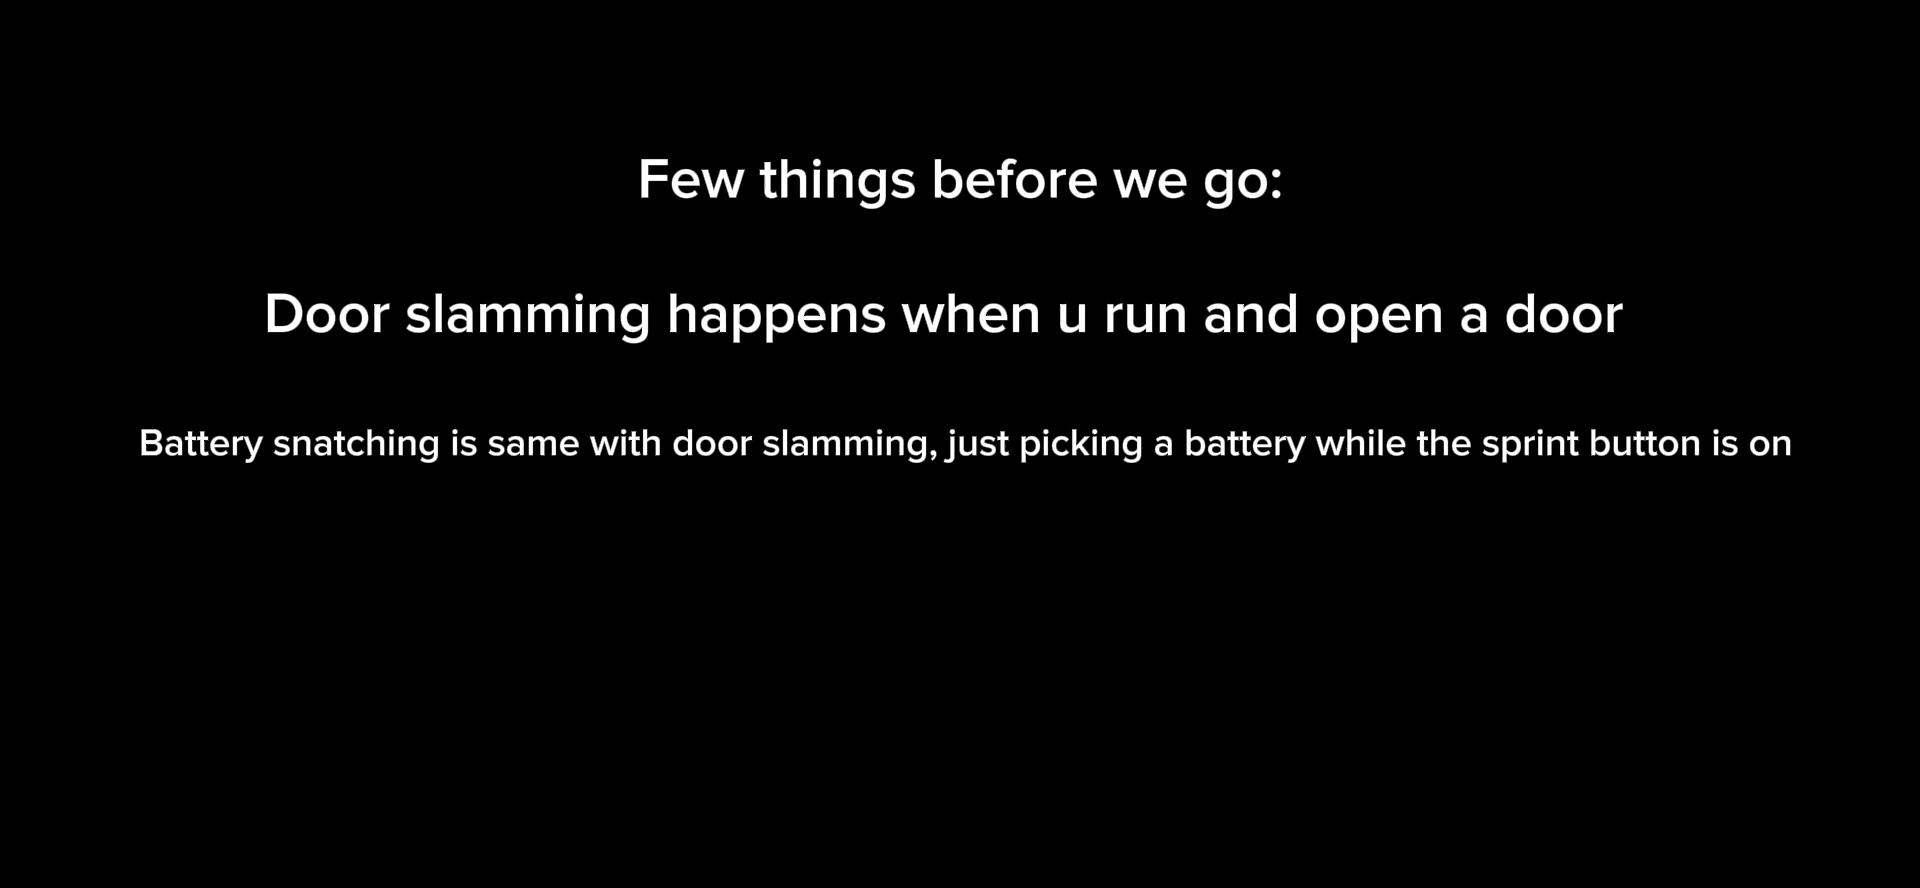 Few things before we go:
Door slamming happens when u run and open a door
Battery snatching is same with door slamming, just picking a battery while the sprint button is on